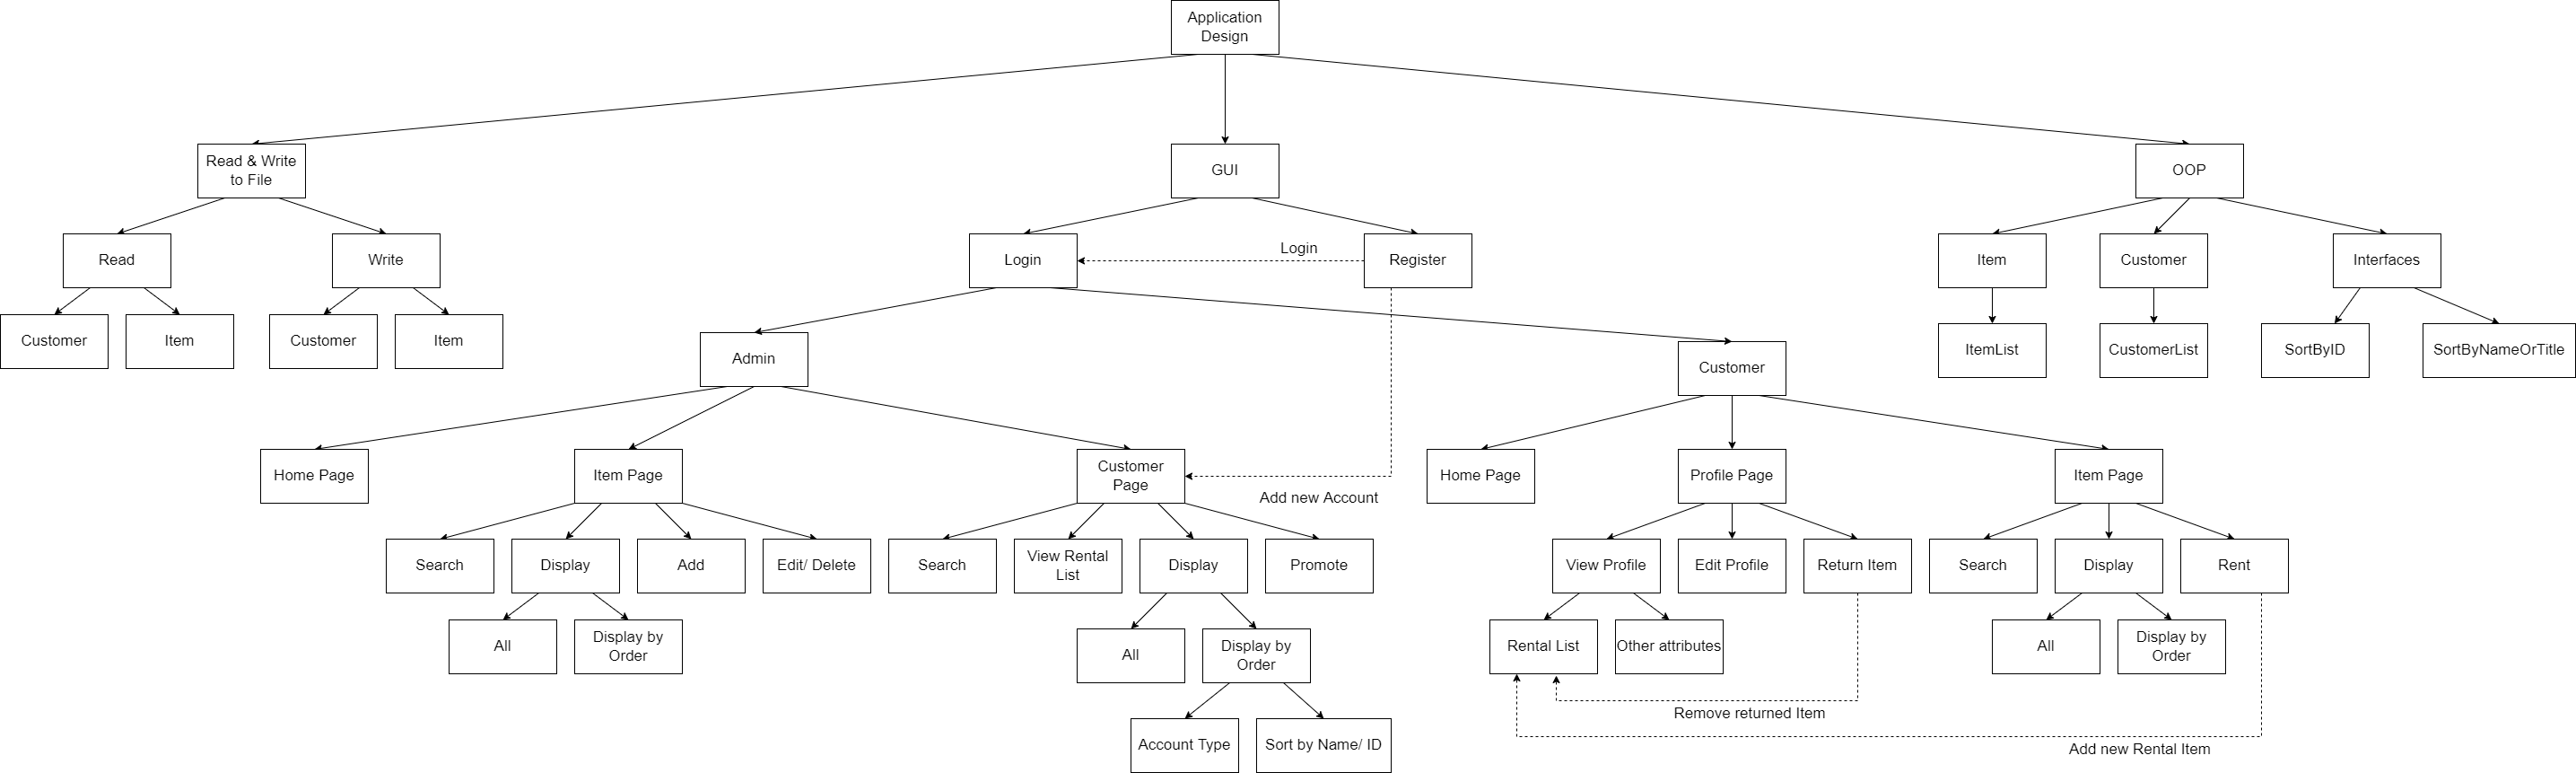 Application
Design
Read & Write
to File
GUI
OOP
Read
Write
Login
Login
Register
Item
Customer
Interfaces
Customer
Item
Customer
Item
Admin
Customer
ItemList
CustomerList
SortByID
SortByNameOrTitle
Home Page
Item Page
Customer
Page
Add new Account
Home Page
Profile Page
Item Page
Search
Display
Add
Edit/ Delete
Search
View Rental
List
Display
Promote
View Profile
Edit Profile
Return Item
Search
Display
Rent
All
Display by
Order
All
Display by
Order
Rental List
Other attributes
All
Display by
Order
Remove returned Item
Account Type
Sort by Name/ ID
Add new Rental Item